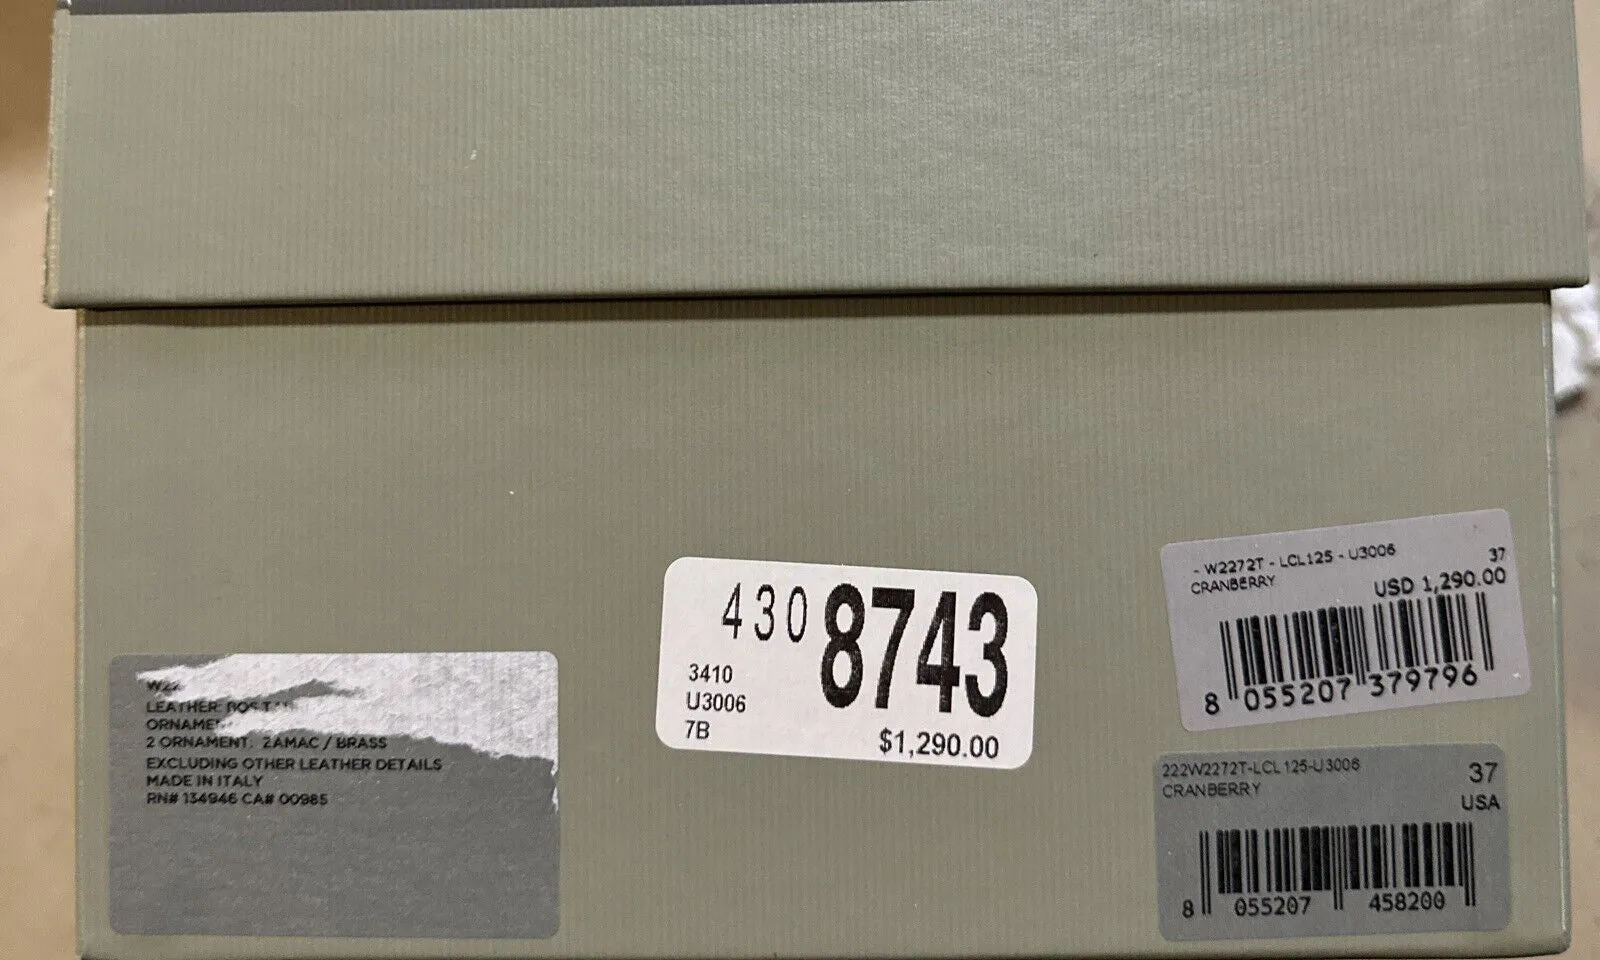 430 8743
3410
U3006
7B
$1,290.00
- W2272T - LCL125 - U3006
37
CRANBERRY
USD 1,290.00
8 055207 379796
LEATHER:
2 ORNAMENT: ZAMAC / BRASS
EXCLUDING OTHER LEATHER DETAILS
MADE IN ITALY
RN# 134946 CA# 00985
222W2272T-LCL125-U3006
37
CRANBERRY
USA
8 055207 458200